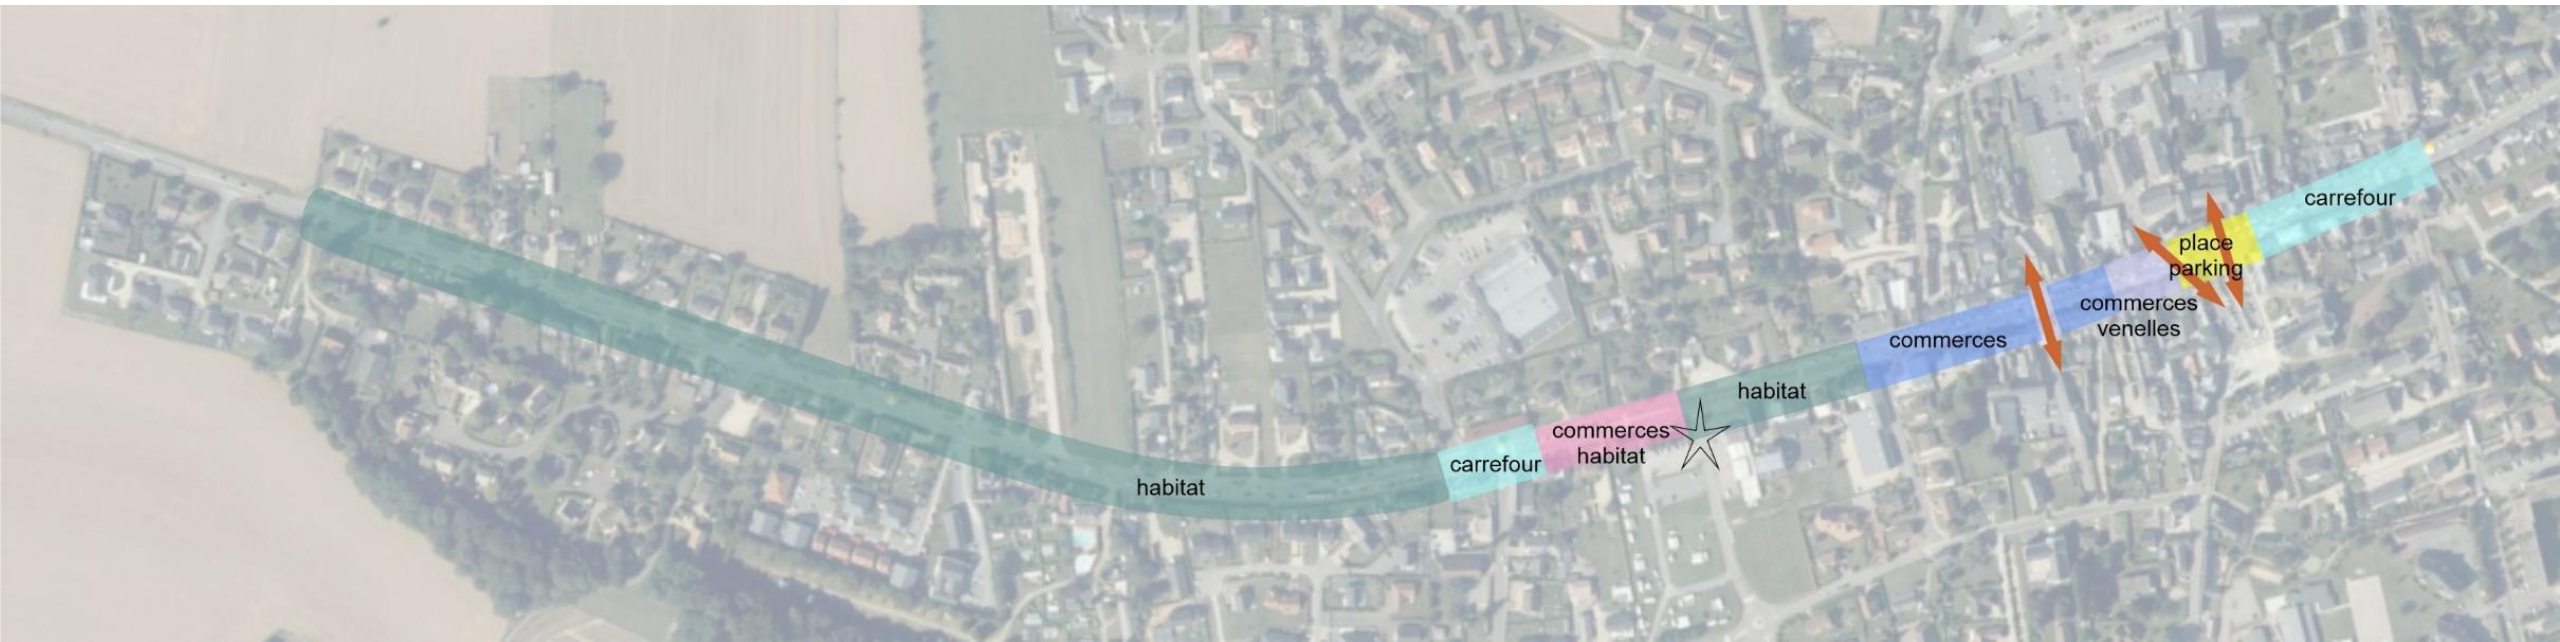 habitat
carrefour
commerces
habitat
habitat
commerces
commerces
venelles
place
parking
carrefour